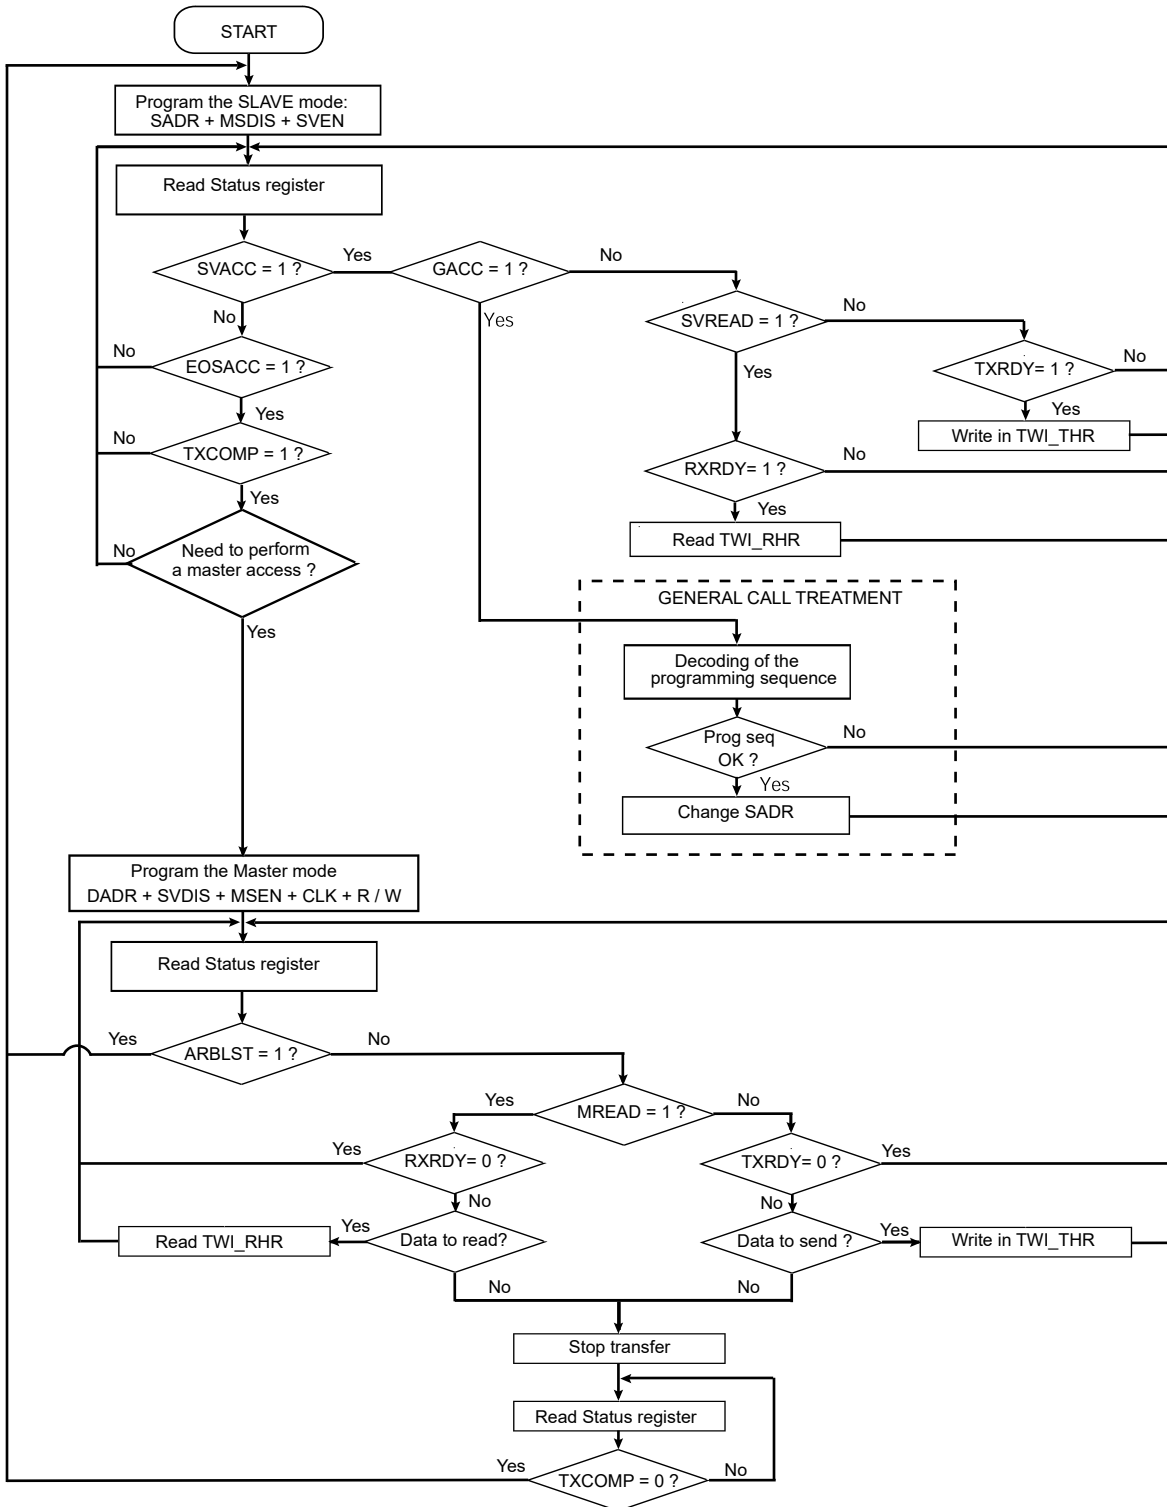 START
Program the SLAVE mode:
SADR + MSDIS + SVEN
Read Status register
SVACC = 1 ?
Yes
GACC = 1 ?
No
No
Yes
SVREAD = 1 ?
No
EOSACC = 1 ?
No
Yes
Yes
TXRDY= 1 ?
No
Yes
Write in TWI_THR
TXCOMP = 1 ?
No
Yes
RXRDY= 1 ?
No
Yes
Read TWI_RHR
Need to perform
a master access ?
No
Yes
GENERAL CALL TREATMENT
Decoding of the
programming sequence
Prog seq
OK ?
No
Yes
Change SADR
Program the Master mode
DADR + SVDIS + MSEN + CLK + R / W
Read Status register
ARBLST = 1 ?
Yes
No
MREAD = 1 ?
Yes
No
RXRDY= 0 ?
Yes
No
TXRDY= 0 ?
Yes
No
Read TWI_RHR
Yes
Data to read?
No
Data to send ?
Yes
Write in TWI_THR
No
Stop transfer
Read Status register
TXCOMP = 0 ?
Yes
No